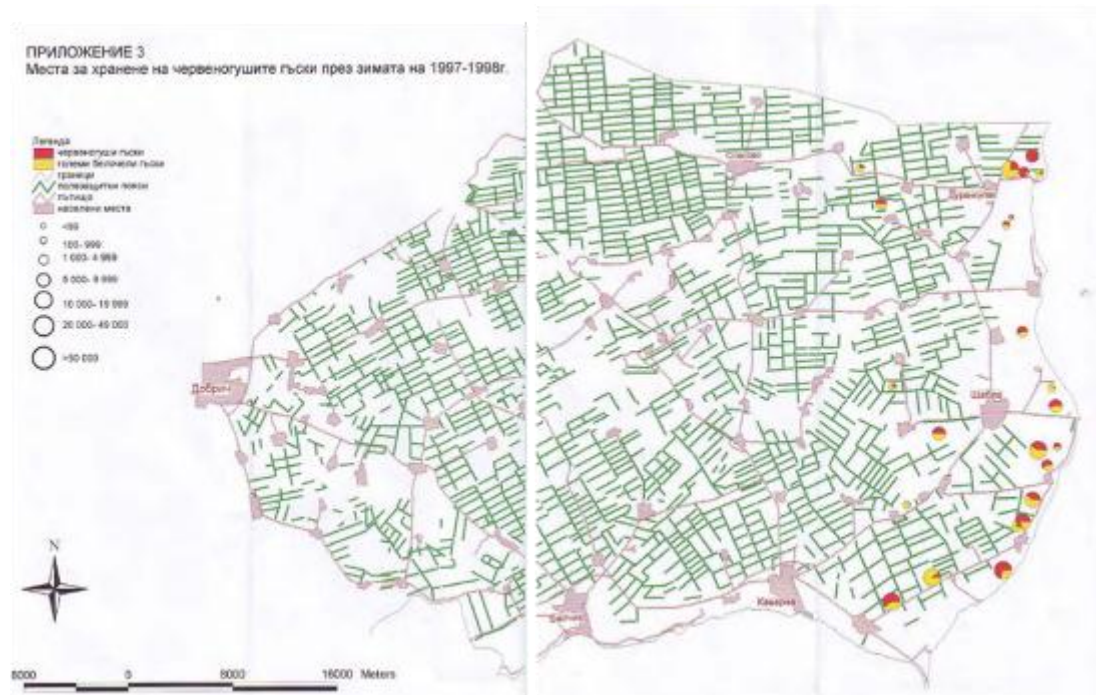 ПРИЛОЖЕНИЕ 3
Места за хранене на червеногушите гъски през зимата на 1997-1998г.
Легенда
червеногуши гъски
големи белочели гъски
граници
полезащитни пояси
пътища
населени места
<99
100- 999
1 000- 4 999
5 000- 9 999
10 000- 19 999
20 000- 49 000
>50 000
Добрич
Дуранкулак
Шабла
Каварна
Балчик
N
8000 0 8000 16000 Meters